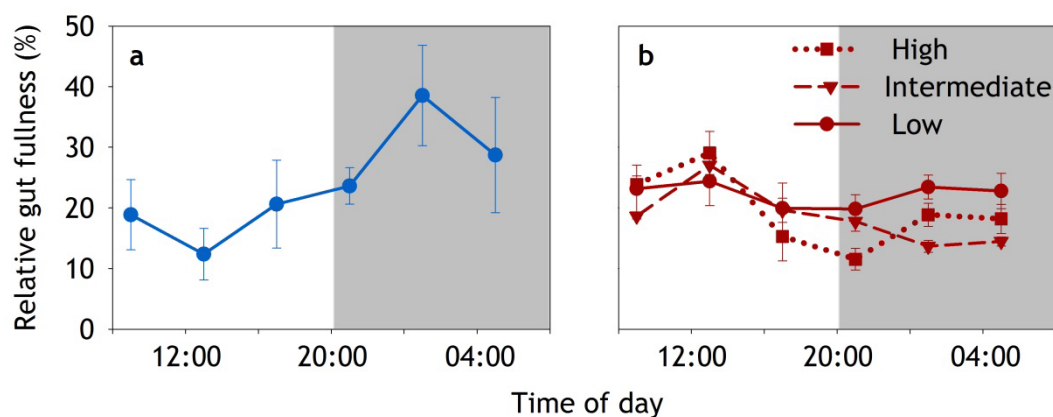 Relative gut fullness (%)
50
40
30
20
10
0
a
12:00
20:00
04:00
b
High
Intermediate
Low
12:00
20:00
04:00
Time of day